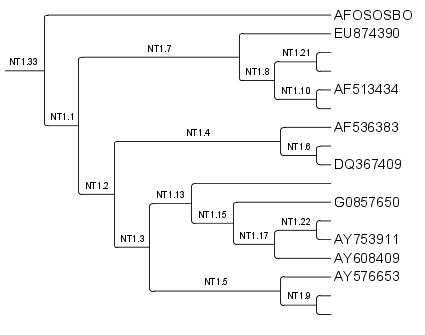 AFOSOSBO
EU874390
NT1.7
NT1.21
NT1.33
NT1.8
AF513434
NT1.10
NT1.1
AF536383
NT1.4
NT1.6
DQ367409
NT1.2
NT1.13
G0857650
NT1.15
NT1.22
NT1.3
NT1.17
AY753911
AY608409
AY576653
NT1.5
NT1.9